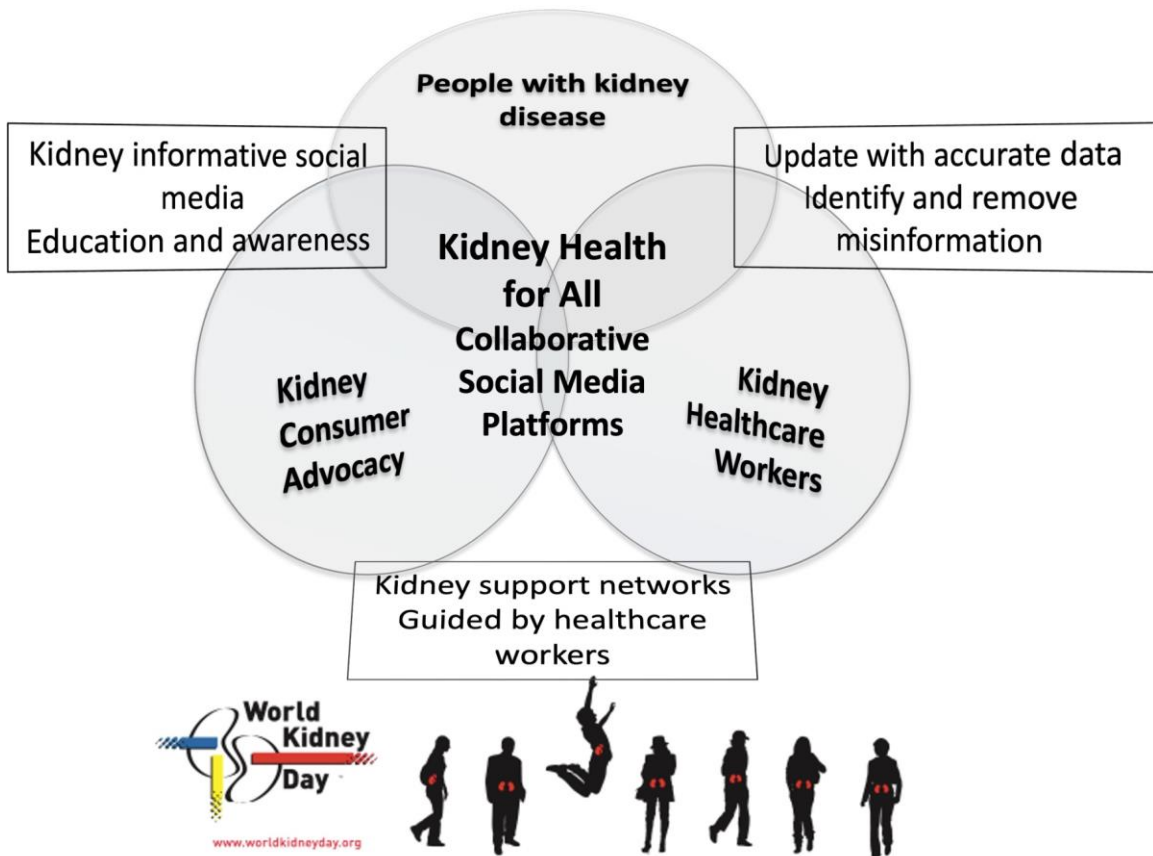 People with kidney
disease
Kidney informative social
media
Education and awareness
Update with accurate data
Identify and remove
misinformation
Kidney Health
for All
Collaborative
Social Media
Platforms
Kidney
Consumer
Advocacy
Kidney
Healthcare
Workers
Kidney support networks
Guided by healthcare
workers
World
Kidney
Day
www.worldkidneyday.org